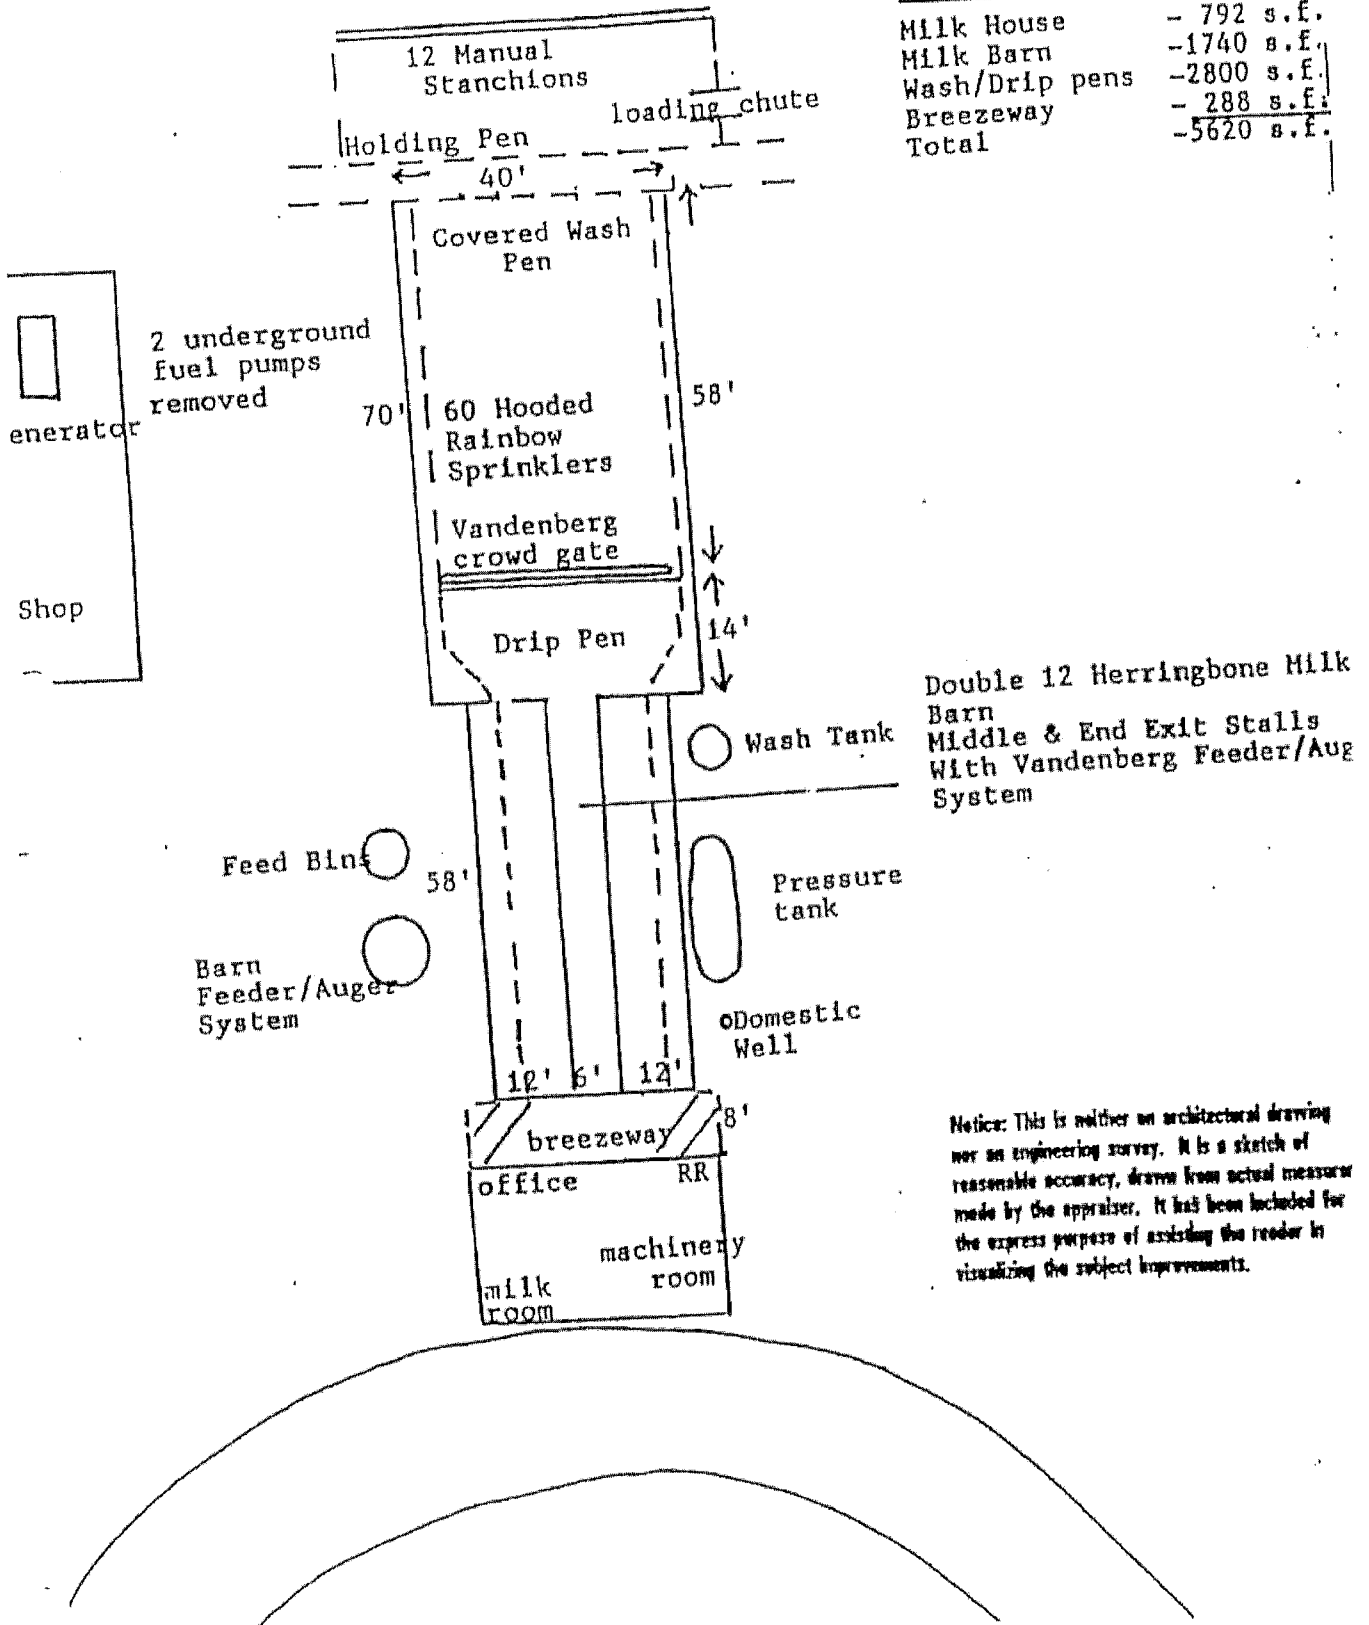 Milk House - 792 s.f.
Milk Barn -1740 s.f.
Wash/Drip pens -2800 s.f.
Breezeway - 288 s.f.
Total -5620 s.f.
12 Manual
Stanchions
loading chute
Holding Pen
40'
Covered Wash
Pen
2 underground
fuel pumps
removed
enerator
70'
58'
60 Hooded
Rainbow
Sprinklers
Vandenberg
crowd gate
Shop
Drip Pen
14'
Double 12 Herringbone Milk
Barn
Middle & End Exit Stalls
With Vandenberg Feeder/Aug
System
Wash Tank
Feed Bins
58'
Pressure
tank
Barn
Feeder/Auger
System
Domestic
Well
12' 6' 12'
8'
breezeway
office
RR
machinery
room
milk
room
Notice: This is neither an architectural drawing
nor an engineering survey. It is a sketch of
reasonable accuracy, drawn from actual measurem
made by the appraiser. It has been included for
the express purpose of assisting the reader in
visualizing the subject improvements.